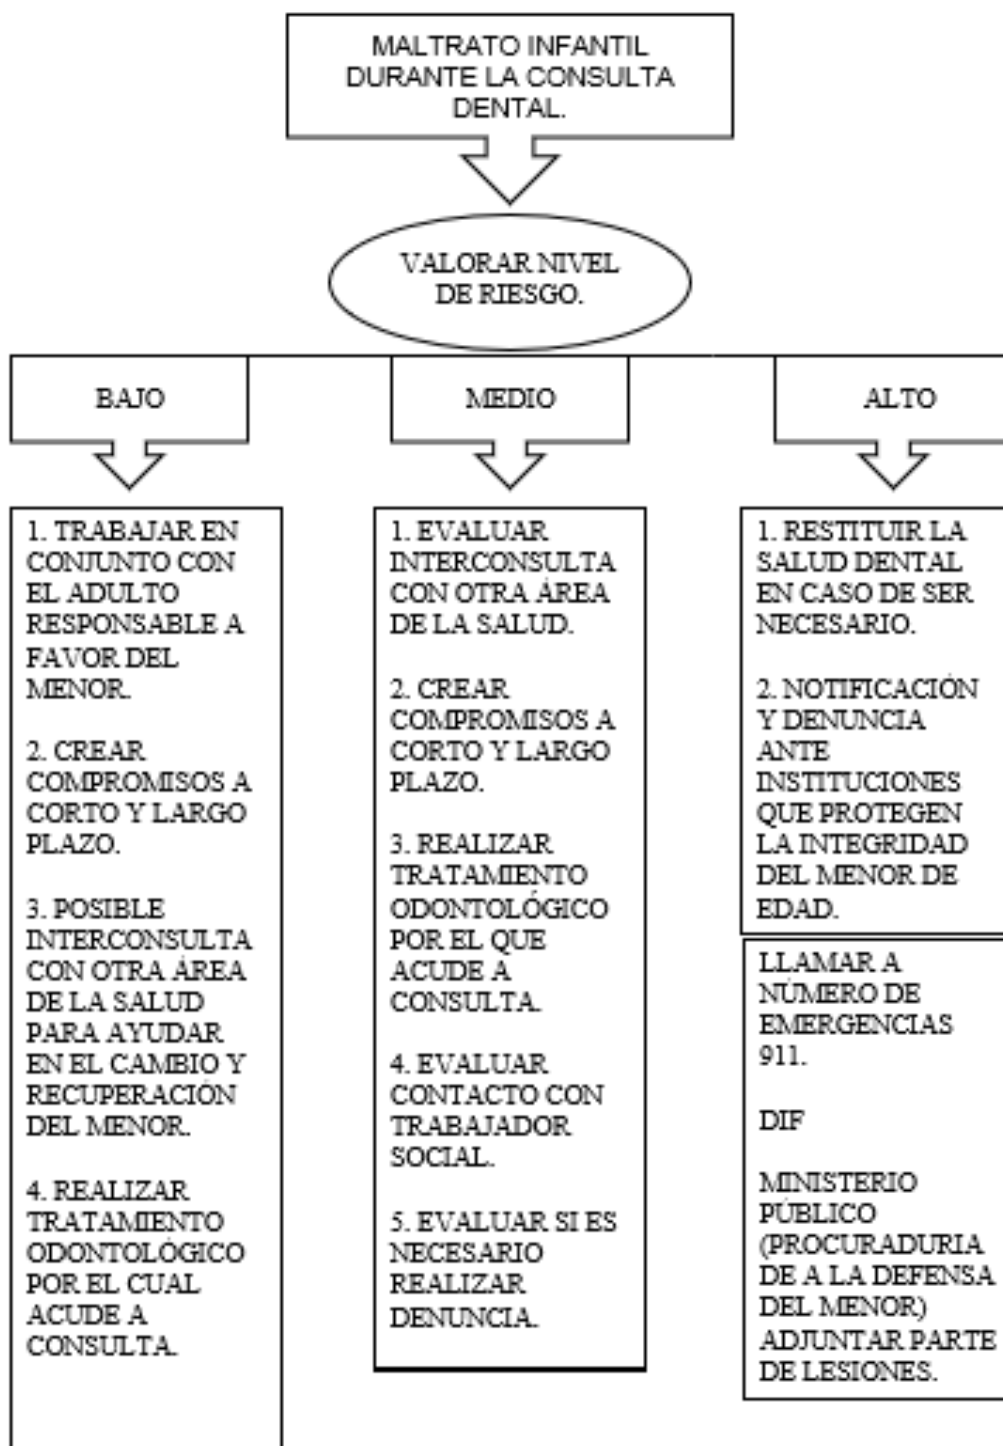 MALTRATO INFANTIL
DURANTE LA CONSULTA
DENTAL.
VALORAR NIVEL
DE RIESGO.
BAJO
MEDIO
ALTO
1. TRABAJAR EN
CONJUNTO CON
EL ADULTO
RESPONSABLE A
FAVOR DEL
MENOR.
2. CREAR
COMPROMISOS A
CORTO Y LARGO
PLAZO.
3. POSIBLE
INTERCONSULTA
CON OTRA ÁREA
DE LA SALUD
PARA AYUDAR
EN EL CAMBIO Y
RECUPERACIÓN
DEL MENOR.
4. REALIZAR
TRATAMIENTO
ODONTOLÓGICO
POR EL CUAL
ACUDE A
CONSULTA.
1. EVALUAR
INTERCONSULTA
CON OTRA ÁREA
DE LA SALUD.
2. CREAR
COMPROMISOS A
CORTO Y LARGO
PLAZO.
3. REALIZAR
TRATAMIENTO
ODONTOLÓGICO
POR EL QUE
ACUDE A
CONSULTA.
4. EVALUAR
CONTACTO CON
TRABAJADOR
SOCIAL.
5. EVALUAR SI ES
NECESARIO
REALIZAR
DENUNCIA.
1. RESTITUIR LA
SALUD DENTAL
EN CASO DE SER
NECESARIO.
2. NOTIFICACIÓN
Y DENUNCIA
ANTE
INSTITUCIONES
QUE PROTEGEN
LA INTEGRIDAD
DEL MENOR DE
EDAD.
LLAMAR A
NÚMERO DE
EMERGENCIAS
911.
DIF
MINISTERIO
PÚBLICO
(PROCURADURIA
DE A LA DEFENSA
DEL MENOR)
ADJUNTAR PARTE
DE LESIONES.